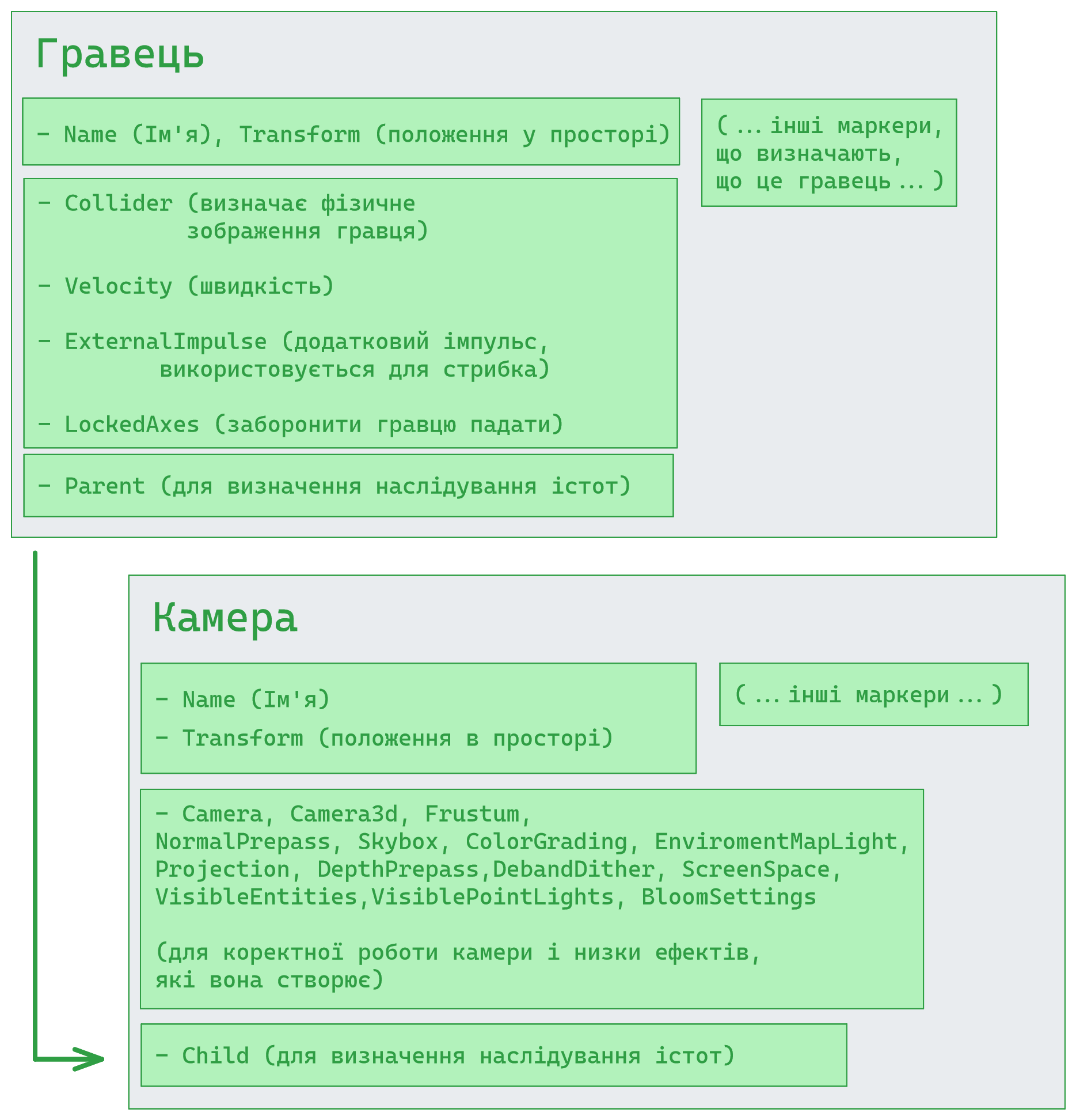 Гравець
- Name (Ім'я), Transform (положення у просторі)
(...інші маркери,
що визначають,
що це гравець...)
- Collider (визначає фізичне
зображення гравця)
- Velocity (швидкість)
- ExternalImpulse (додатковий імпульс,
використовується для стрибка)
- LockedAxes (заборонити гравцю падати)
- Parent (для визначення наслідування істот)
Камера
- Name (Ім'я)
- Transform (положення в просторі)
(...інші маркери...)
- Camera, Camera3d, Frustum,
NormalPrepass, Skybox, ColorGrading, EnviromentMapLight,
Projection, DepthPrepass,DebandDither, ScreenSpace,
VisibleEntities,VisiblePointLights, BloomSettings
(для коректної роботи камери і низки ефектів,
які вона створює)
- Child (для визначення наслідування істот)